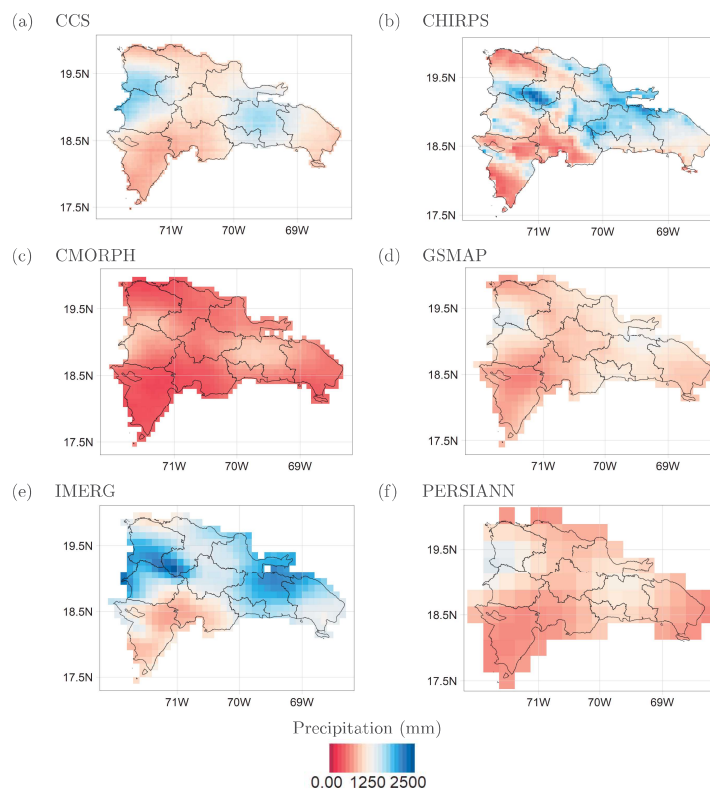 (a) CCS
(b) CHIRPS
19.5N
18.5N
17.5N
71W 70W 69W
19.5N
18.5N
17.5N
71W 70W 69W
(c) CMORPH
(d) GSMAP
19.5N
18.5N
17.5N
71W 70W 69W
19.5N
18.5N
17.5N
71W 70W 69W
(e) IMERG
(f) PERSIANN
19.5N
18.5N
17.5N
71W 70W 69W
19.5N
18.5N
17.5N
71W 70W 69W
Precipitation (mm)
0.00 1250 2500